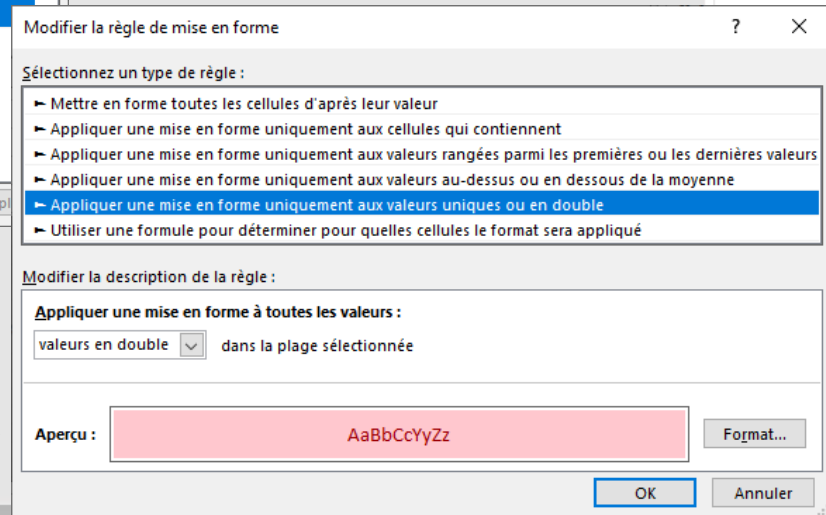 Modifier la règle de mise en forme
? ×
Sélectionnez un type de règle :
► Mettre en forme toutes les cellules d'après leur valeur
► Appliquer une mise en forme uniquement aux cellules qui contiennent
► Appliquer une mise en forme uniquement aux valeurs rangées parmi les premières ou les dernières valeurs
► Appliquer une mise en forme uniquement aux valeurs au-dessus ou en dessous de la moyenne
► Appliquer une mise en forme uniquement aux valeurs uniques ou en double
► Utiliser une formule pour déterminer pour quelles cellules le format sera appliqué
Modifier la description de la règle :
Appliquer une mise en forme à toutes les valeurs :
valeurs en double dans la plage sélectionnée
Aperçu : AaBbCcYyZz Format...
OK Annuler